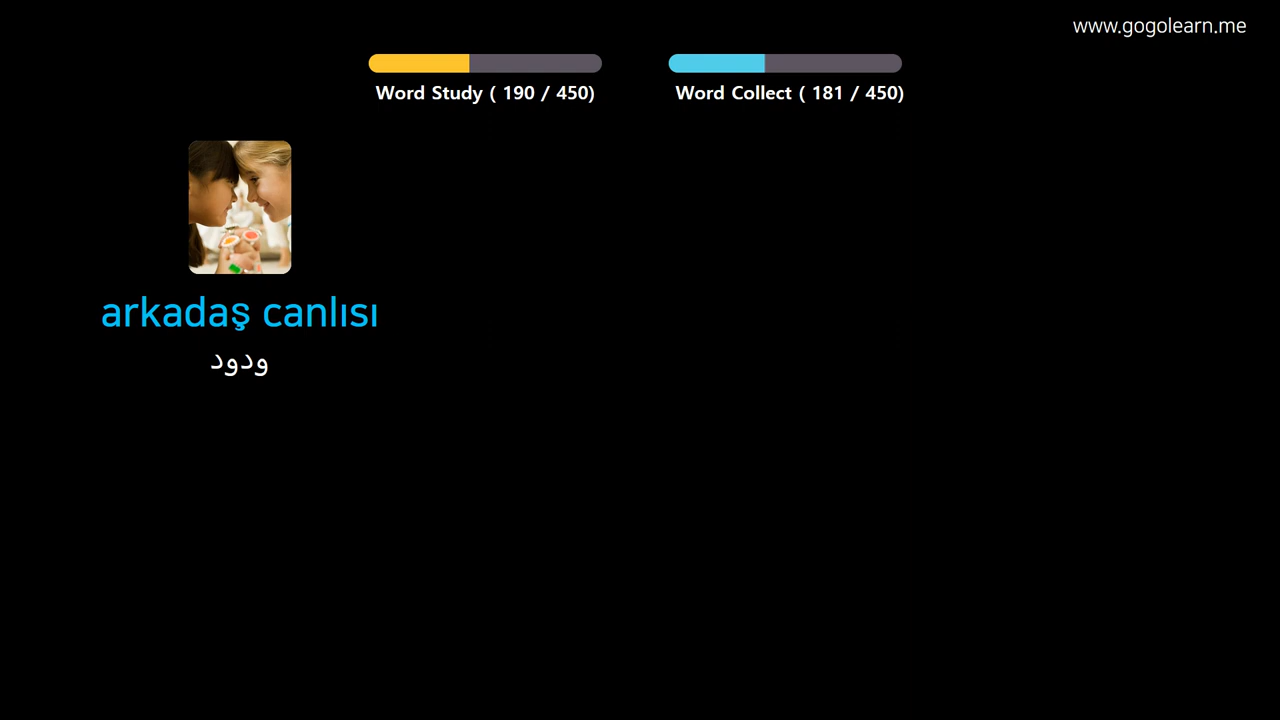 www.gogolearn.me
Word Study ( 190 / 450)
Word Collect ( 181 / 450)
arkadaş canlısı
ودود